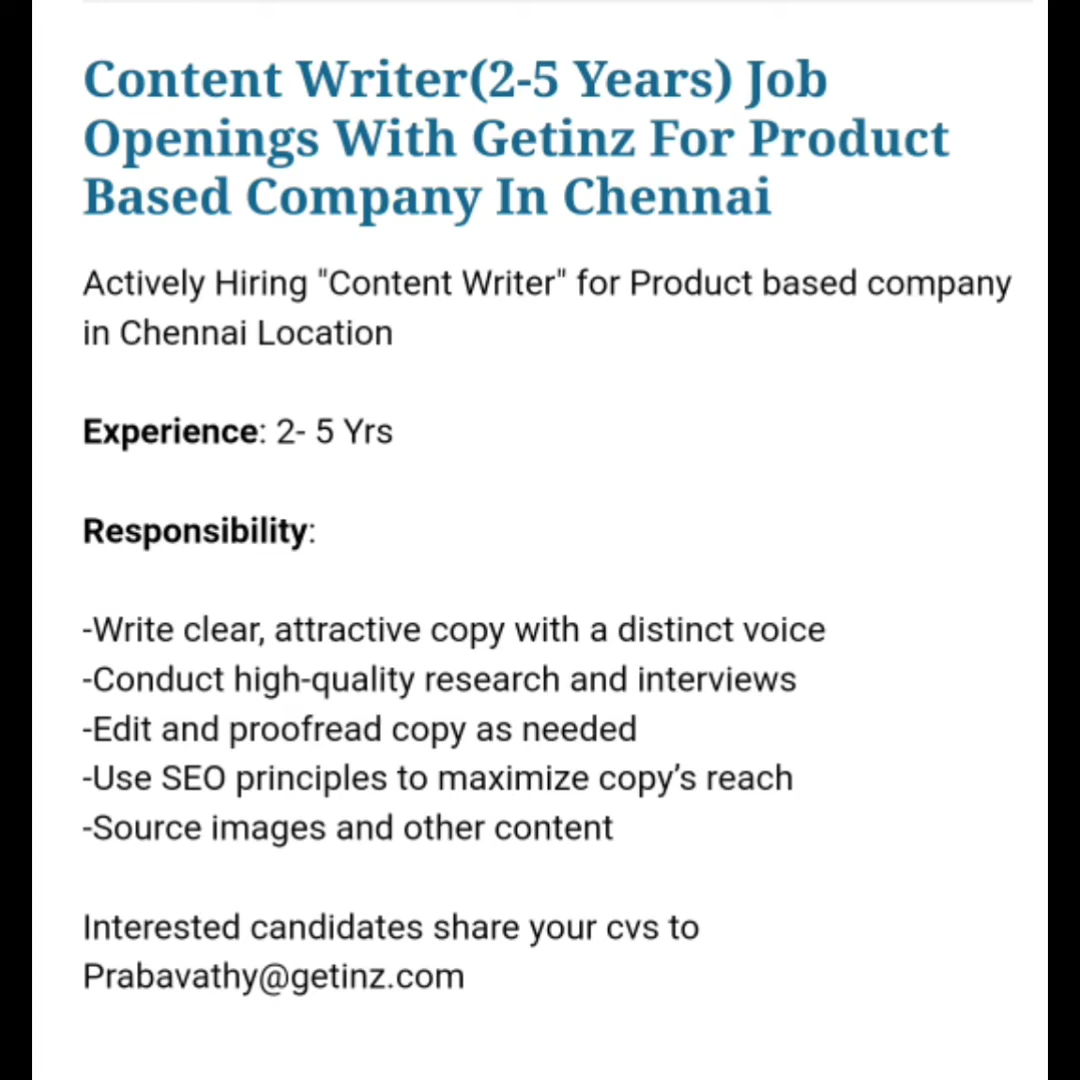 Content Writer(2-5 Years) Job
Openings With Getinz For Product
Based Company In Chennai
Actively Hiring "Content Writer" for Product based company
in Chennai Location
Experience: 2- 5 Yrs
Responsibility:
-Write clear, attractive copy with a distinct voice
-Conduct high-quality research and interviews
-Edit and proofread copy as needed
-Use SEO principles to maximize copy’s reach
-Source images and other content
Interested candidates share your cvs to
Prabavathy@getinz.com